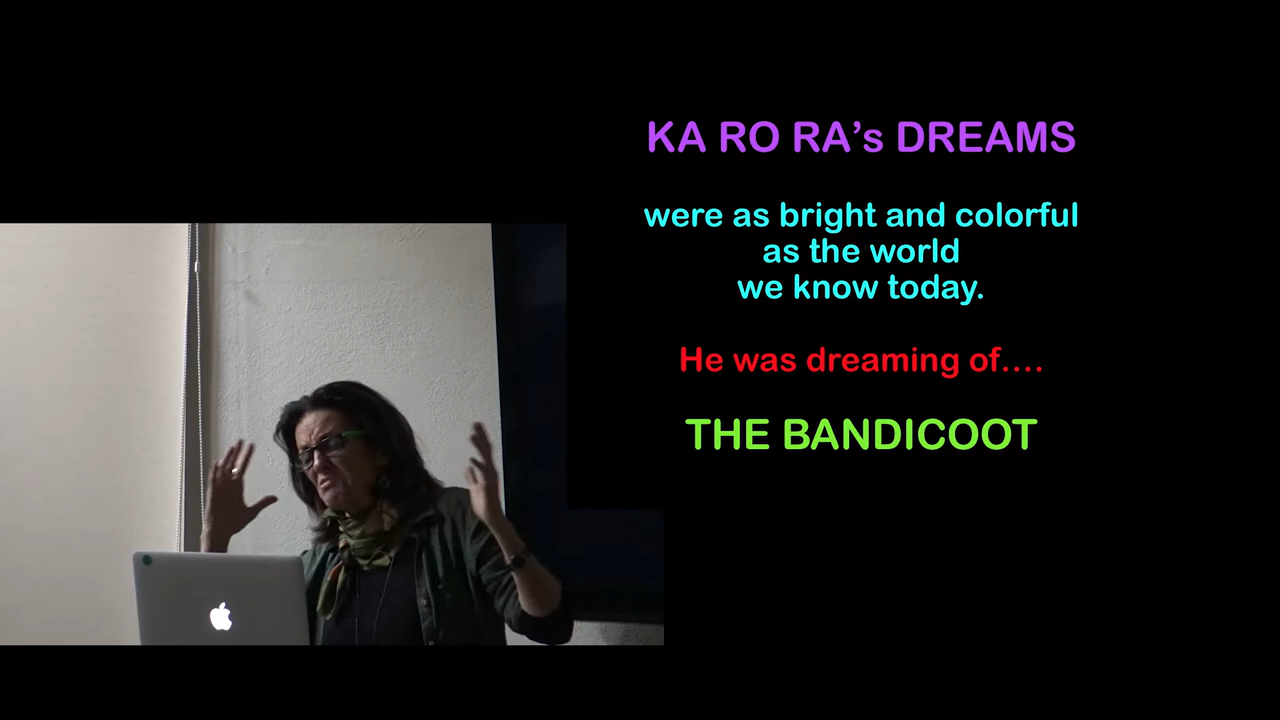 KA RO RA’s DREAMS
were as bright and colorful
as the world
we know today.
He was dreaming of....
THE BANDICOOT